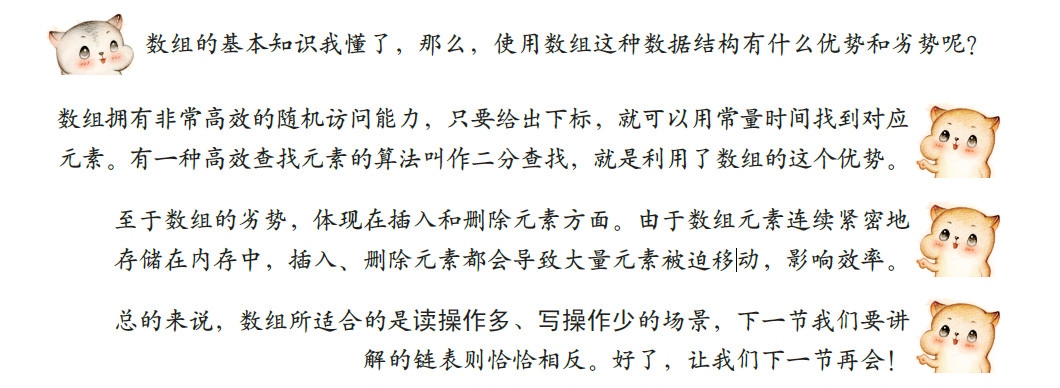 数组的基本知识我懂了，那么，使用数组这种数据结构有什么优势和劣势呢？
数组拥有非常高效的随机访问能力，只要给出下标，就可以用常量时间找到对应
元素。有一种高效查找元素的算法叫作二分查找，就是利用了数组的这个优势。
至于数组的劣势，体现在插入和删除元素方面。由于数组元素连续紧密地
存储在内存中，插入、删除元素都会导致大量元素被迫移动，影响效率。
总的来说，数组所适合的是读操作多、写操作少的场景，下一节我们要讲
解的链表则恰恰相反。好了，让我们下一节再会！